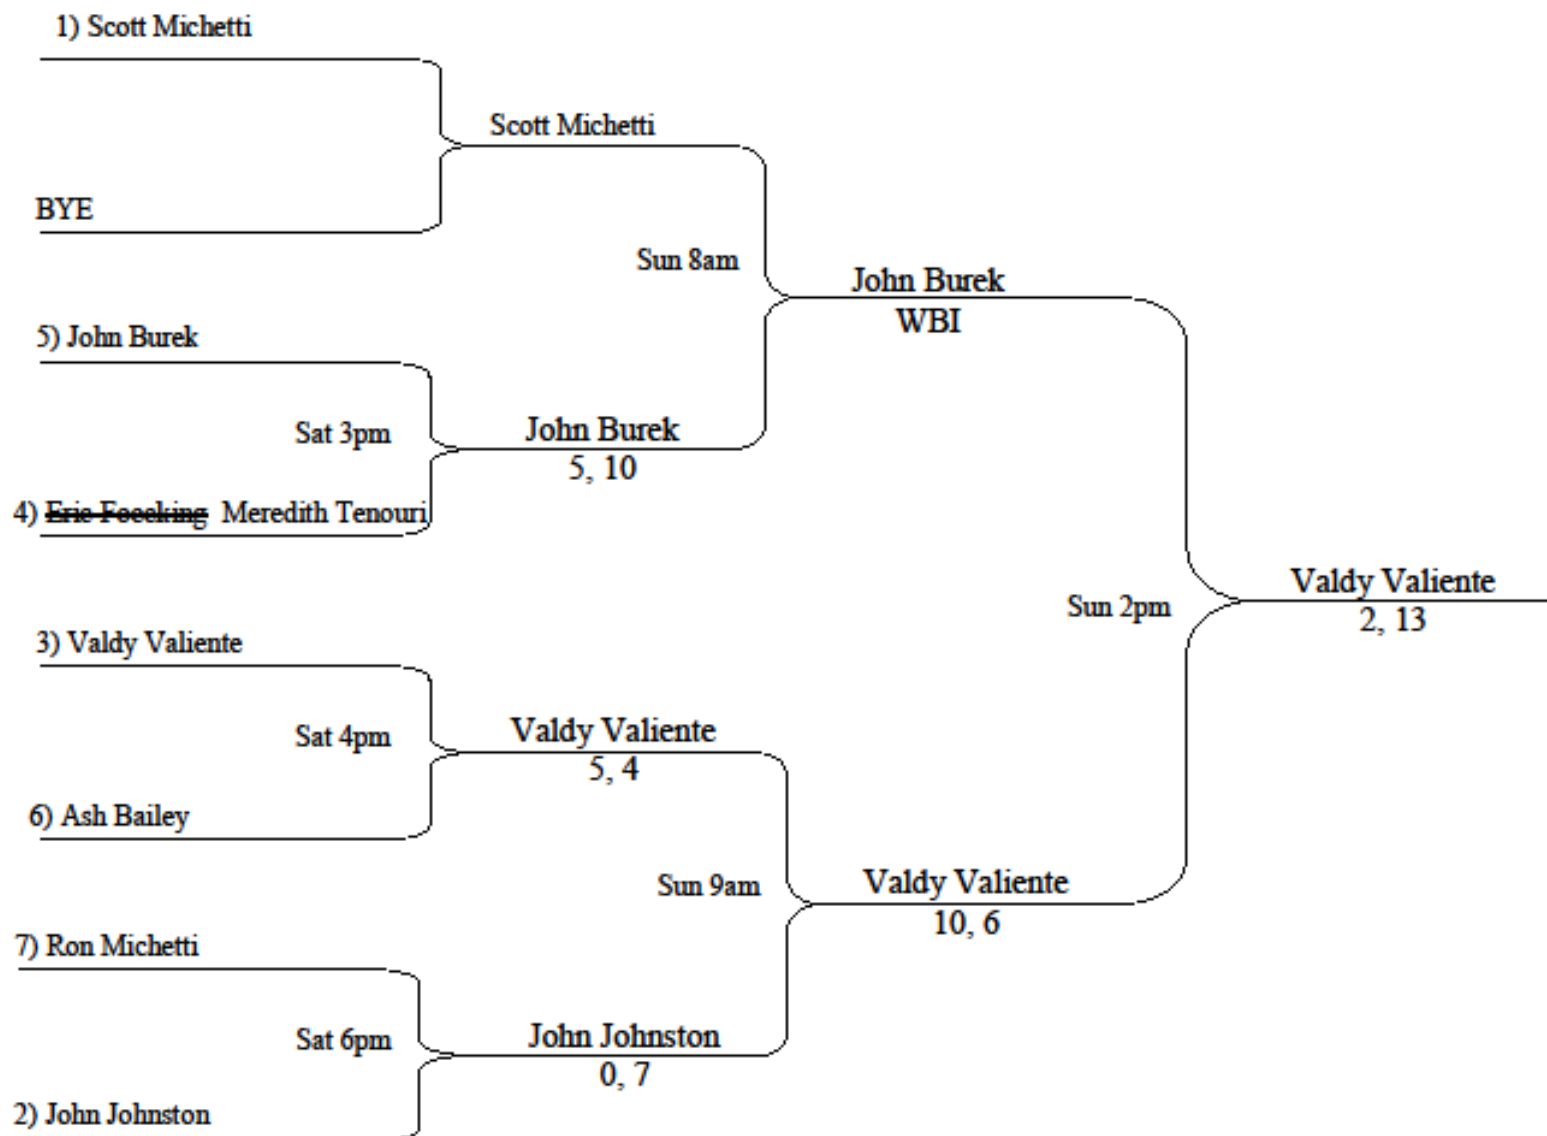 1) Scott Michetti
Scott Michetti
BYE
Sun 8am
John Burek
WBI
5) John Burek
Sat 3pm
John Burek
5, 10
4) Eric Foecking Meredith Tenouri
Valdy Valiente
2, 13
Sun 2pm
3) Valdy Valiente
Sat 4pm
Valdy Valiente
5, 4
6) Ash Bailey
Sun 9am
Valdy Valiente
10, 6
7) Ron Michetti
Sat 6pm
John Johnston
0, 7
2) John Johnston